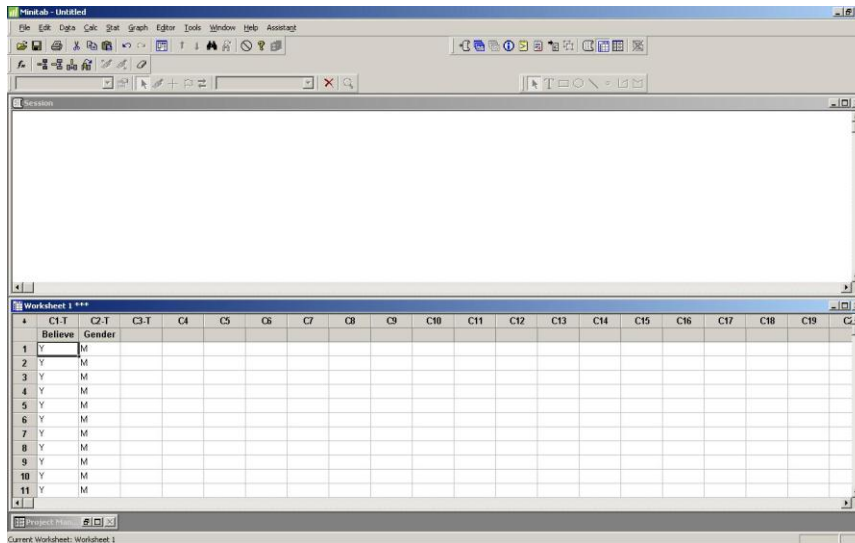 Minitab - Untitled
File Edit Data Calc Stat Graph Editor Tools Window Help Assistant
Session
Worksheet 1 ***
C1-T C2-T C3-T C4 C5 C6 C7 C8 C9 C10 C11 C12 C13 C14 C15 C16 C17 C18 C19
Believe Gender
1 Y M
2 Y M
3 Y M
4 Y M
5 Y M
6 Y M
7 Y M
8 Y M
9 Y M
10 Y M
11 Y M
Project Man...
Current Worksheet: Worksheet 1